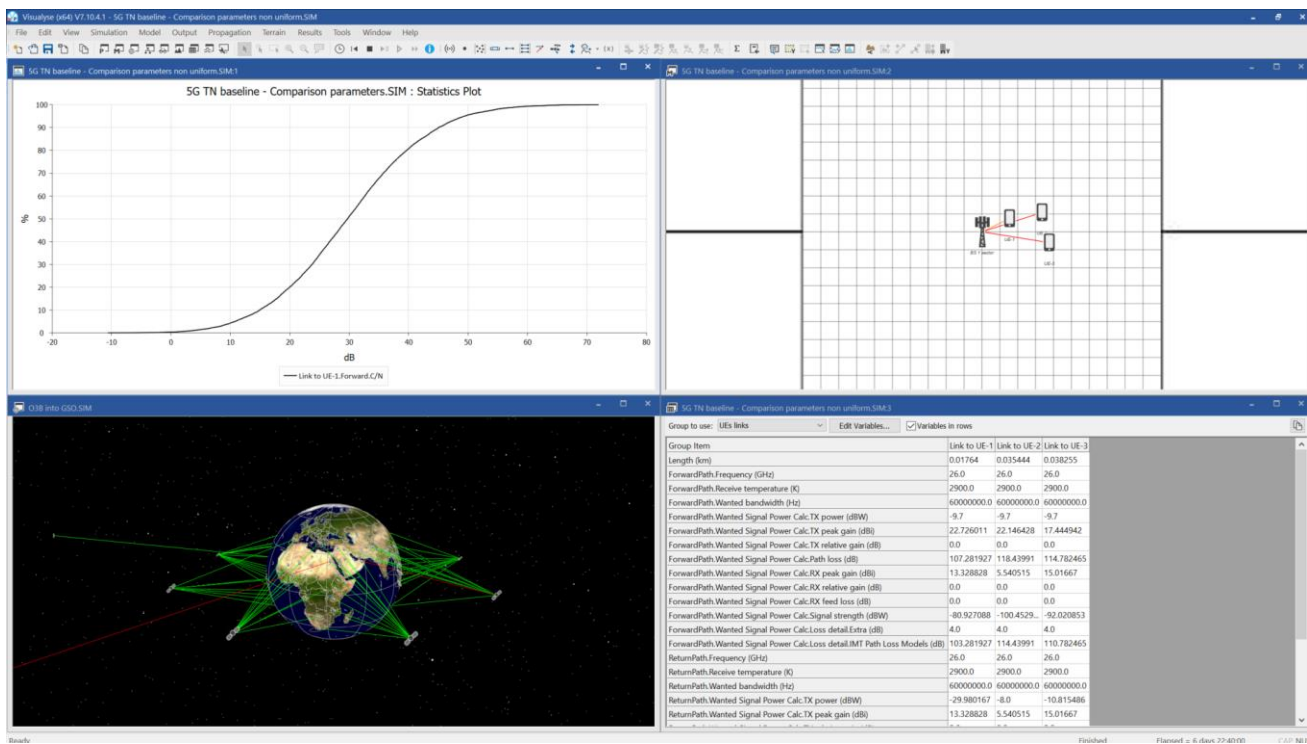 Visualyse (x64) V7.10.4.1 - 5G TN baseline - Comparison parameters non uniform.SIM
File Edit View Simulation Model Output Propagation Terrain Results Tools Window Help
5G TN baseline - Comparison parameters non uniform.SIM:1
5G TN baseline - Comparison parameters.SIM : Statistics Plot
100
90
80
70
60
50
40
30
20
10
0
%
-20 -10 0 10 20 30 40 50 60 70 80
dB
Link to UE-1.Forward.C/N
5G TN baseline - Comparison parameters non uniform.SIM:2
UE-1
UE-2
O3B into GSO.SIM
5G TN baseline - Comparison parameters non uniform.SIM:3
Group to use: UEs links Edit Variables... Variables in rows
Group Item Link to UE-1 Link to UE-2 Link to UE-3
Length (km) 0.01764 0.035444 0.038255
ForwardPath.Frequency (GHz) 26.0 26.0 26.0
ForwardPath.Receive temperature (K) 2900.0 2900.0 2900.0
ForwardPath.Wanted bandwidth (Hz) 60000000.0 60000000.0 60000000.0
ForwardPath.Wanted Signal Power Calc.TX power (dBW) -9.7 -9.7 -9.7
ForwardPath.Wanted Signal Power Calc.TX peak gain (dBi) 22.726011 22.146428 17.444942
ForwardPath.Wanted Signal Power Calc.TX relative gain (dB) 0.0 0.0 0.0
ForwardPath.Wanted Signal Power Calc.Path loss (dB) 107.281927 118.43991 114.782465
ForwardPath.Wanted Signal Power Calc.RX peak gain (dBi) 13.328828 5.540515 15.01667
ForwardPath.Wanted Signal Power Calc.RX relative gain (dB) 0.0 0.0 0.0
ForwardPath.Wanted Signal Power Calc.RX feed loss (dB) 0.0 0.0 0.0
ForwardPath.Wanted Signal Power Calc.Signal strength (dBW) -80.927088 -100.4529... -92.020853
ForwardPath.Wanted Signal Power Calc.Loss detail.Extra (dB) 4.0 4.0 4.0
ForwardPath.Wanted Signal Power Calc.Loss detail.IMT Path Loss Models (dB) 103.281927 114.43991 110.782465
ReturnPath.Frequency (GHz) 26.0 26.0 26.0
ReturnPath.Receive temperature (K) 2900.0 2900.0 2900.0
ReturnPath.Wanted bandwidth (Hz) 60000000.0 60000000.0 60000000.0
ReturnPath.Wanted Signal Power Calc.TX power (dBW) -29.980167 -8.0 -10.815486
ReturnPath.Wanted Signal Power Calc.TX peak gain (dBi) 13.328828 5.540515 15.01667
Ready Finished Elapsed = 6 days 22:40:00 CAP NU